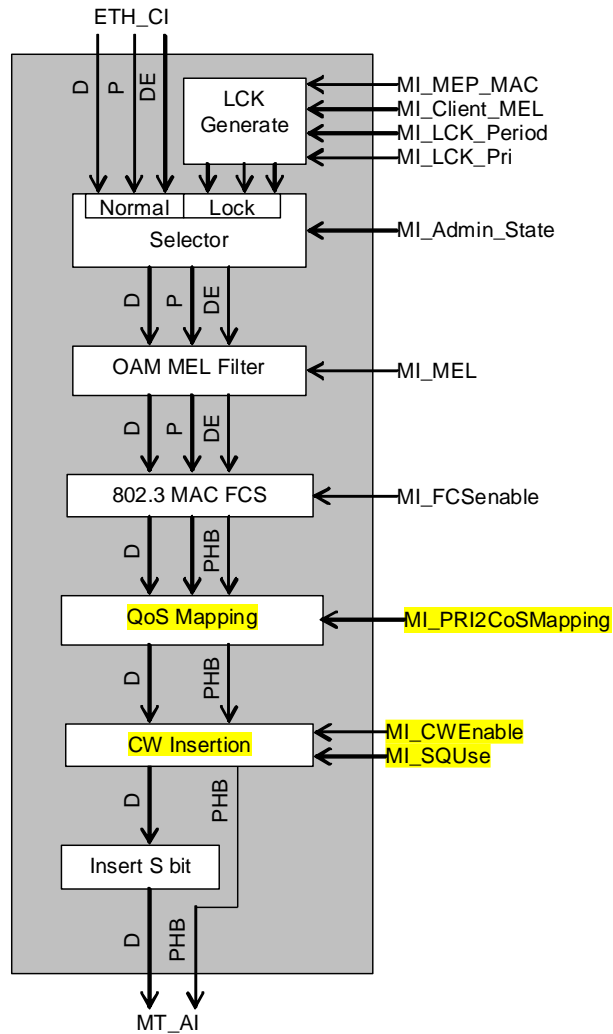 ETH_CI
D
P
DE
LCK
Generate
MI_MEP_MAC
MI_Client_MEL
MI_LCK_Period
MI_LCK_Pri
Normal
Lock
Selector
MI_Admin_State
D
P
DE
OAM MEL Filter
MI_MEL
D
P
DE
802.3 MAC FCS
MI_FCSenable
D
PHB
QoS Mapping
MI_PRI2CoSMapping
D
PHB
CW Insertion
MI_CWEnable
MI_SQUse
D
PHB
Insert S bit
D
PHB
MT_AI